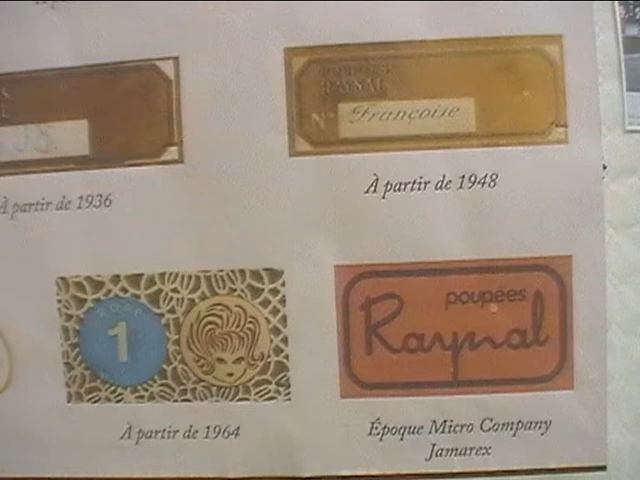 RAYNAL
N° Françoise
À partir de 1936
À partir de 1948
1
poupées
Raynal
À partir de 1964
Époque Micro Company
Jamarex